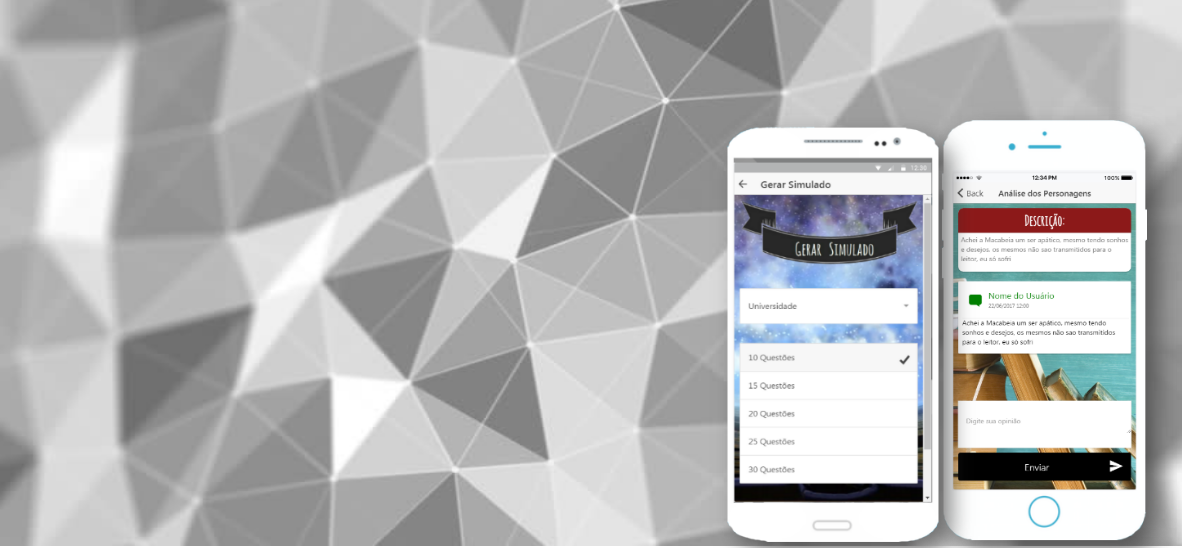 12:30
Gerar Simulado
GERAR SIMULADO
Universidade
10 Questões
15 Questões
20 Questões
25 Questões
30 Questões
12:34 PM
100%
Back
Análise dos Personagens
DESCRIÇÃO:
Achei a Macabeia um ser apático, mesmo tendo sonhos
e desejos, os mesmos não sao transmitidos para o
leitor, eu só sofri
Nome do Usuário
22/06/2017 12:00
Achei a Macabeia um ser apático, mesmo tendo
sonhos e desejos, os mesmos não sao transmitidos
para o leitor, eu só sofri
Digite sua opinião
Enviar